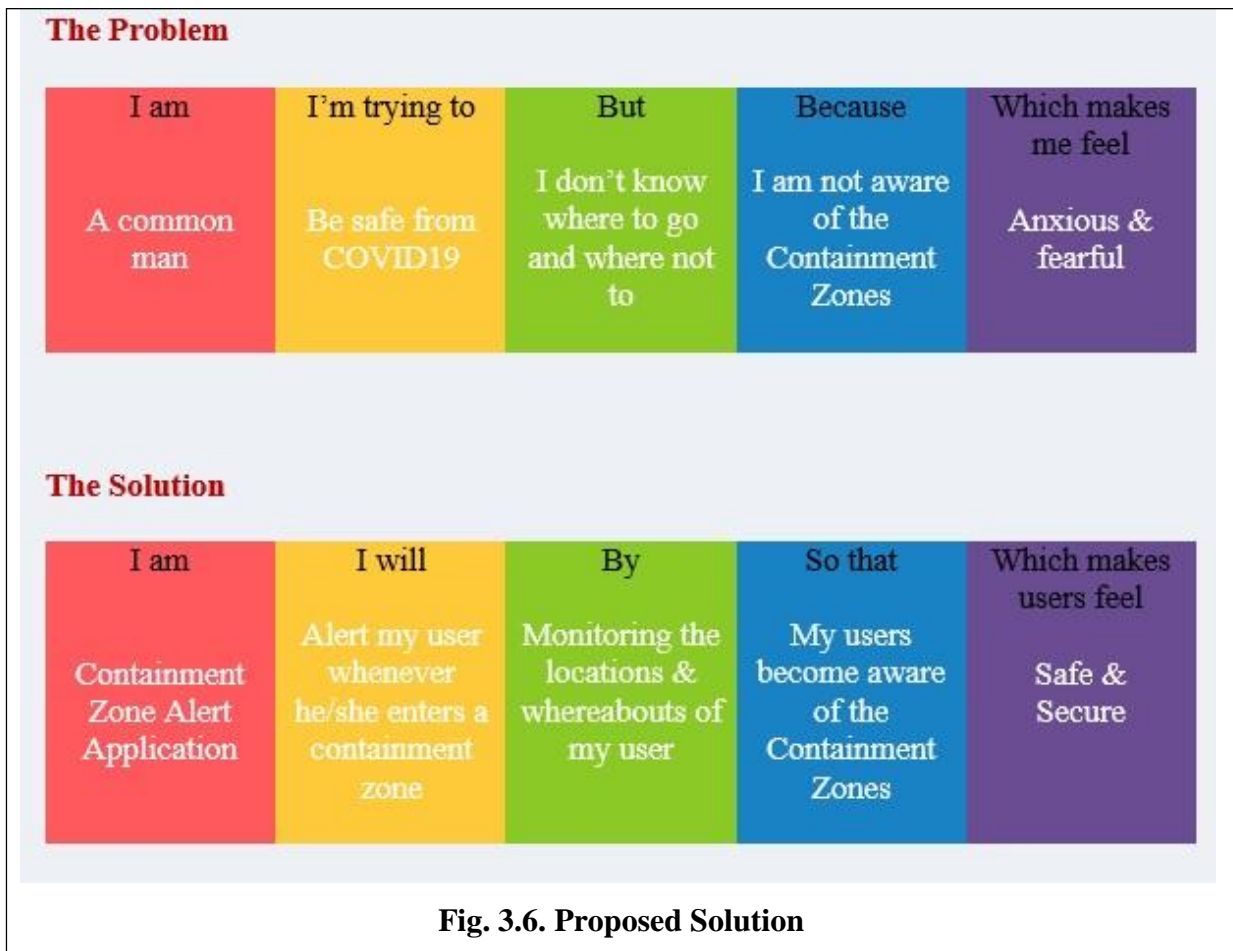 The Problem
I am
A common
man
I'm trying to
Be safe from
COVID19
But
I don't know
where to go
and where not
to
Because
I am not aware
of the
Containment
Zones
Which makes
me feel
Anxious &
fearful
The Solution
I am
Containment
Zone Alert
Application
I will
Alert my user
whenever
he/she enters a
containment
zone
By
Monitoring the
locations &
whereabouts of
my user
So that
My users
become aware
of the
Containment
Zones
Which makes
users feel
Safe &
Secure
Fig. 3.6. Proposed Solution